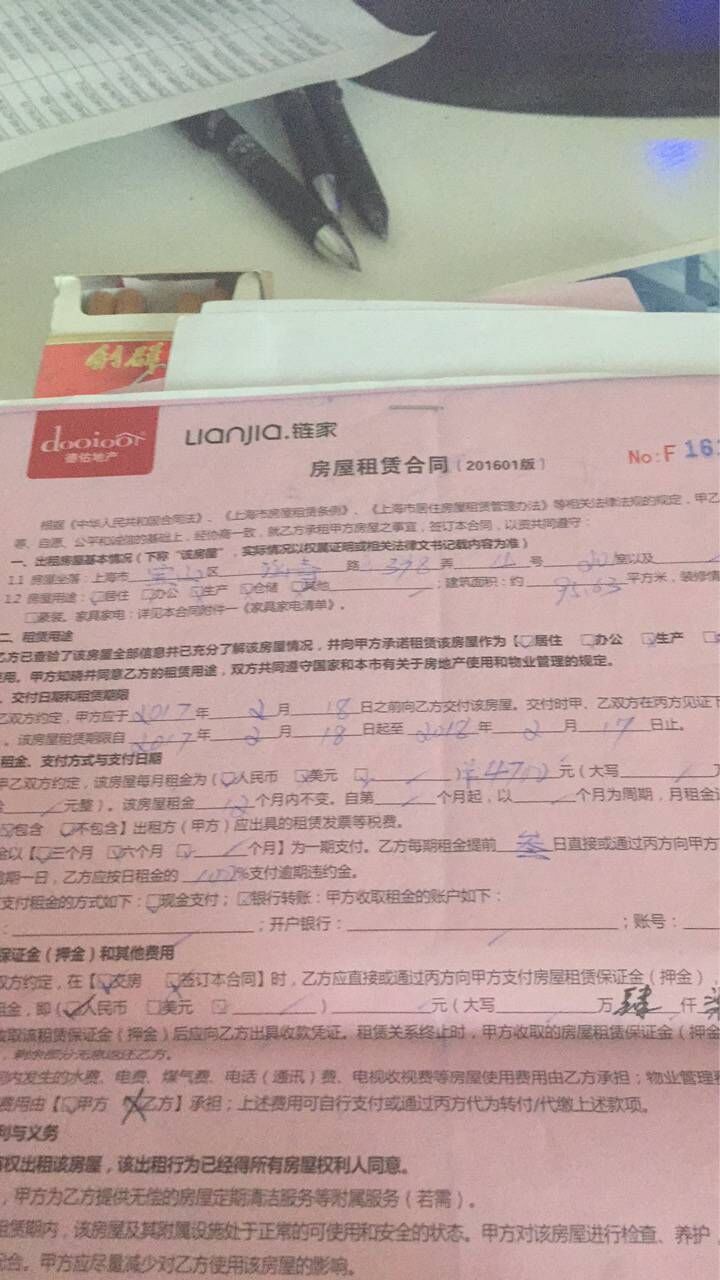 dooioor
德佑地产
LIANJIA.链家
房屋租赁合同(201601版)
No:F 161
根据《中华人民共和国合同法》、《上海市房屋租赁条例》、《上海市居住房屋租赁管理办法》等相关法律法规的规定,甲乙
等、自愿、公平和诚信的基础上,经协商一致,就乙方承租甲方房屋之事宜,签订本合同,以资共同遵守:
一、出租房屋基本情况(下称“该房屋”,实际情况以权属证明或相关法律文书记载内容为准)
1.1 房屋坐落:上海市 宝山 区 路 398 弄 号 室以及
1.2 房屋用途:□居住 □办公 □生产 □仓储 □其他 ;建筑面积:约 95.63 平方米,装修情
□豪装。家具家电:详见本合同附件一《家具家电清单》。
二、租赁用途
乙方已查验了该房屋全部信息并已充分了解该房屋情况,并向甲方承诺租赁该房屋作为【□居住 □办公 □生产
使用。甲方知晓并同意乙方的租赁用途,双方共同遵守国家和本市有关于房地产使用和物业管理的规定。
、交付日期和租赁期限
乙双方约定,甲方应于 2017 年 2 月 18 日之前向乙方交付该房屋。交付时甲、乙双方在丙方见证下
。该房屋租赁期限自 2017 年 2 月 18 日起至 2018 年 2 月 17 日止。
租金、支付方式与支付日期
甲乙双方约定,该房屋每月租金为(□人民币 □美元 □ )¥4700 元(大写 万
元整)。该房屋租金 12 个月内不变。自第 个月起,以 个月为周期,月租金
□包含 □不包含】出租方(甲方)应出具的租赁发票等税费。
金以【□三个月 □六个月 □ 个月】为一期支付。乙方每期租金提前 叁 日直接或通过丙方向甲方
逾期一日,乙方应按日租金的 100 %支付逾期违约金。
支付租金的方式如下:□现金支付;□银行转账:甲方收取租金的账户如下:
: ;开户银行: ;账号:
保证金(押金)和其他费用
双方约定,在【□交房 □签订本合同】时,乙方应直接或通过丙方向甲方支付房屋租赁保证金(押金),
租金,即(□人民币 □美元 □ ) 元(大写 万 肆 仟 柒
收取该租赁保证金(押金)后应向乙方出具收款凭证。租赁关系终止时,甲方收取的房屋租赁保证金(押金
,剩余部分无息返还乙方。
间内发生的水费、电费、煤气费、电话(通讯)费、电视收视费等房屋使用费用由乙方承担;物业管理
费用由【□甲方 □乙方】承担;上述费用可自行支付或通过丙方代为转付/代缴上述款项。
利与义务
有权出租该房屋,该出租行为已经得所有房屋权利人同意。
,甲方为乙方提供无偿的房屋定期清洁服务等附属服务(若需)。
租赁期内,该房屋及其附属设施处于正常的可使用和安全的状态。甲方对该房屋进行检查、养护,
配合。甲方应尽量减少对乙方使用该房屋的影响。